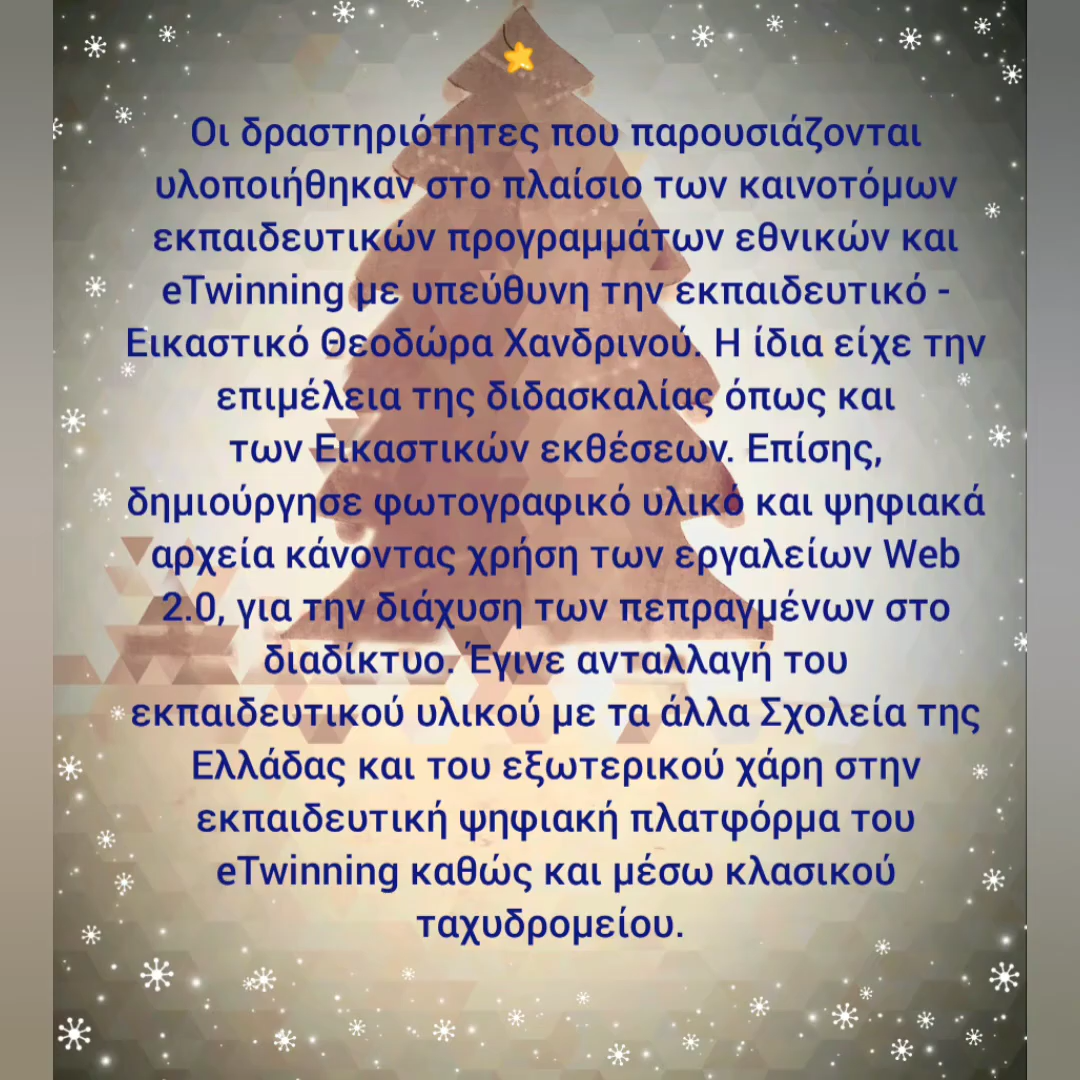 Οι δραστηριότητες που παρουσιάζονται
υλοποιήθηκαν στο πλαίσιο των καινοτόμων
εκπαιδευτικών προγραμμάτων εθνικών και
eTwinning με υπεύθυνη την εκπαιδευτικό -
Εικαστικό Θεοδώρα Χανδρινού. Η ίδια είχε την
επιμέλεια της διδασκαλίας όπως και
των Εικαστικών εκθέσεων. Επίσης,
δημιούργησε φωτογραφικό υλικό και ψηφιακά
αρχεία κάνοντας χρήση των εργαλείων Web
2.0, για την διάχυση των πεπραγμένων στο
διαδίκτυο. Έγινε ανταλλαγή του
εκπαιδευτικού υλικού με τα άλλα Σχολεία της
Ελλάδας και του εξωτερικού χάρη στην
εκπαιδευτική ψηφιακή πλατφόρμα του
eTwinning καθώς και μέσω κλασικού
ταχυδρομείου.